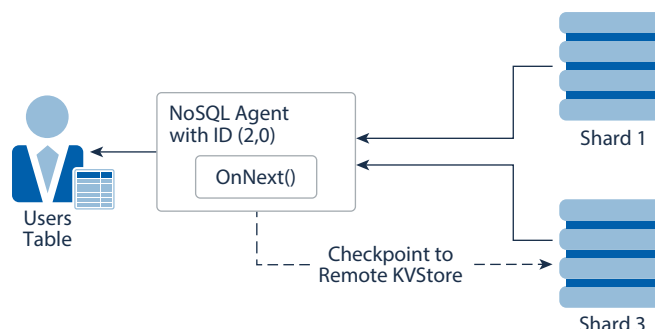 NoSQL Agent
with ID (2,0)
OnNext()
Users
Table
Shard 1
Checkpoint to
Remote KVStore
Shard 3